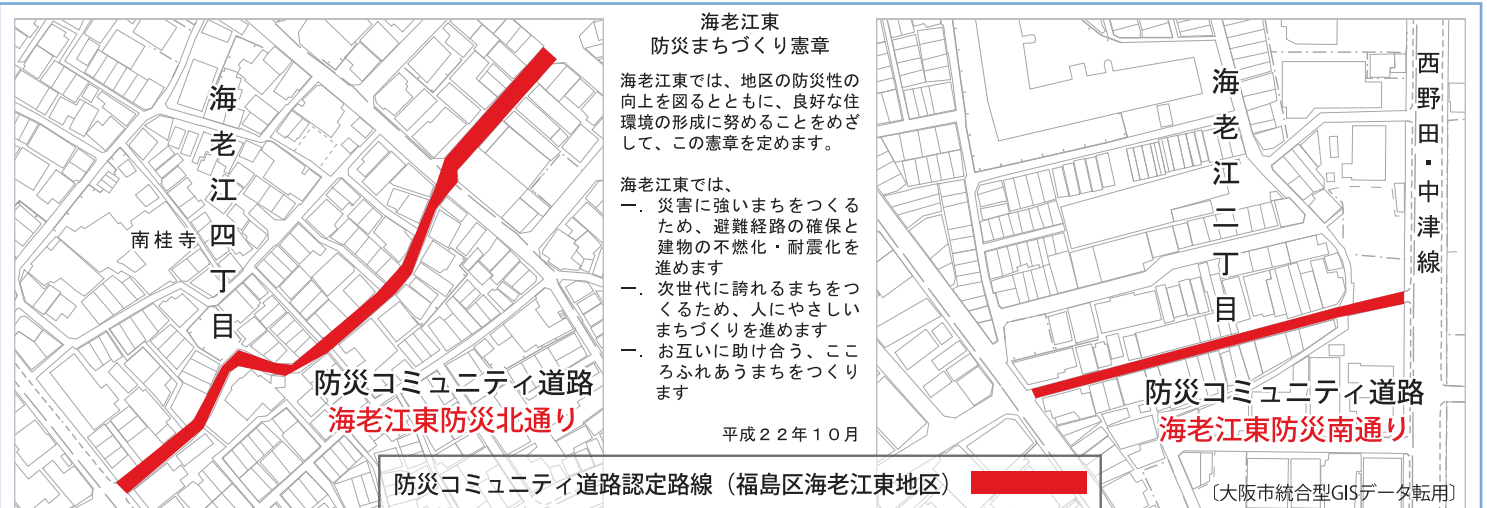 海老江四丁目
南桂寺
防災コミュニティ道路
海老江東防災北通り
海老江東
防災まちづくり憲章
海老江東では、地区の防災性の
向上を図るとともに、良好な住
環境の形成に努めることをめざ
して、この憲章を定めます。
海老江東では、
一．災害に強いまちをつくる
ため、避難経路の確保と
建物の不燃化・耐震化を
進めます
一．次世代に誇れるまちをつ
くるため、人にやさしい
まちづくりを進めます
一．お互いに助け合う、ここ
ろふれあうまちをつくり
ます
平成２２年１０月
海老江二丁目
西野田・中津線
防災コミュニティ道路
海老江東防災南通り
防災コミュニティ道路認定路線（福島区海老江東地区）
〔大阪市統合型GISデータ転用〕